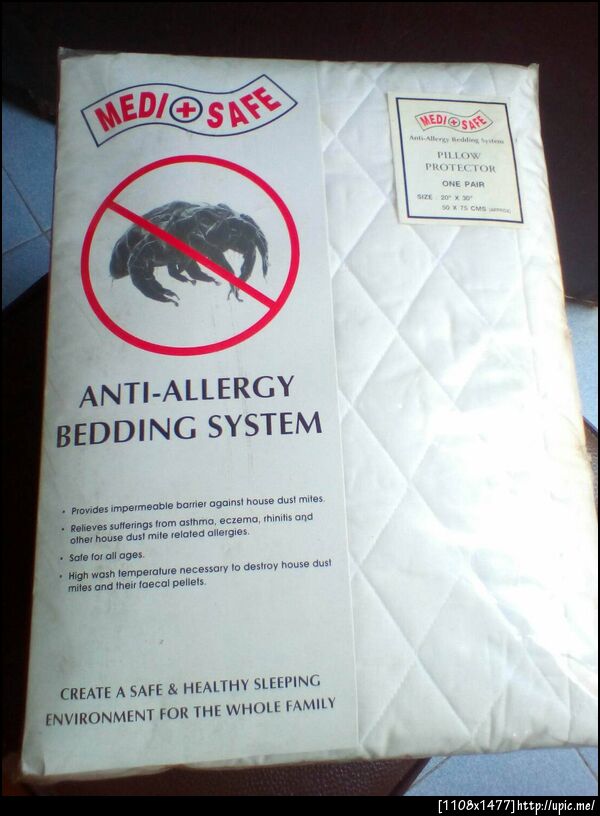 MEDI SAFE
ANTI-ALLERGY
BEDDING SYSTEM
• Provides impermeable barrier against house dust mites.
• Relieves sufferings from asthma, eczema, rhinitis and
other house dust mite related allergies.
• Safe for all ages.
• High wash temperature necessary to destroy house dust
mites and their faecal pellets.
CREATE A SAFE & HEALTHY SLEEPING
ENVIRONMENT FOR THE WHOLE FAMILY
MEDI SAFE
Anti-Allergy Bedding System
PILLOW
PROTECTOR
ONE PAIR
SIZE : 20" X 30"
50 X 75 CMS (APPROX)
[1108x1477]http://upic.me/